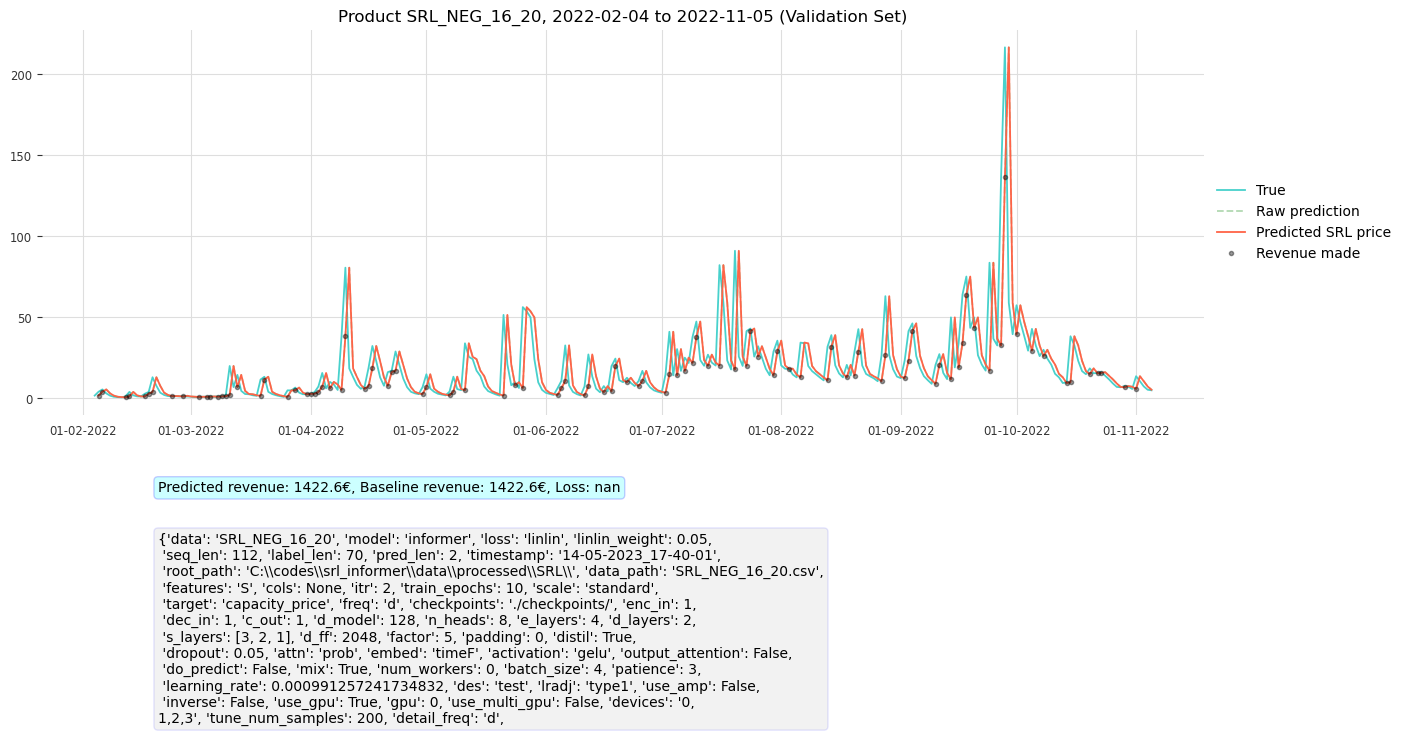 Product SRL_NEG_16_20, 2022-02-04 to 2022-11-05 (Validation Set)
200
150
100
50
0
01-02-2022 01-03-2022 01-04-2022 01-05-2022 01-06-2022 01-07-2022 01-08-2022 01-09-2022 01-10-2022 01-11-2022
True
Raw prediction
Predicted SRL price
Revenue made
Predicted revenue: 1422.6€, Baseline revenue: 1422.6€, Loss: nan
{'data': 'SRL_NEG_16_20', 'model': 'informer', 'loss': 'linlin', 'linlin_weight': 0.05,
'seq_len': 112, 'label_len': 70, 'pred_len': 2, 'timestamp': '14-05-2023_17-40-01',
'root_path': 'C:\\codes\\srl_informer\\data\\processed\\SRL\\', 'data_path': 'SRL_NEG_16_20.csv',
'features': 'S', 'cols': None, 'itr': 2, 'train_epochs': 10, 'scale': 'standard',
'target': 'capacity_price', 'freq': 'd', 'checkpoints': './checkpoints/', 'enc_in': 1,
'dec_in': 1, 'c_out': 1, 'd_model': 128, 'n_heads': 8, 'e_layers': 4, 'd_layers': 2,
's_layers': [3, 2, 1], 'd_ff': 2048, 'factor': 5, 'padding': 0, 'distil': True,
'dropout': 0.05, 'attn': 'prob', 'embed': 'timeF', 'activation': 'gelu', 'output_attention': False,
'do_predict': False, 'mix': True, 'num_workers': 0, 'batch_size': 4, 'patience': 3,
'learning_rate': 0.000991257241734832, 'des': 'test', 'lradj': 'type1', 'use_amp': False,
'inverse': False, 'use_gpu': True, 'gpu': 0, 'use_multi_gpu': False, 'devices': '0,
1,2,3', 'tune_num_samples': 200, 'detail_freq': 'd',